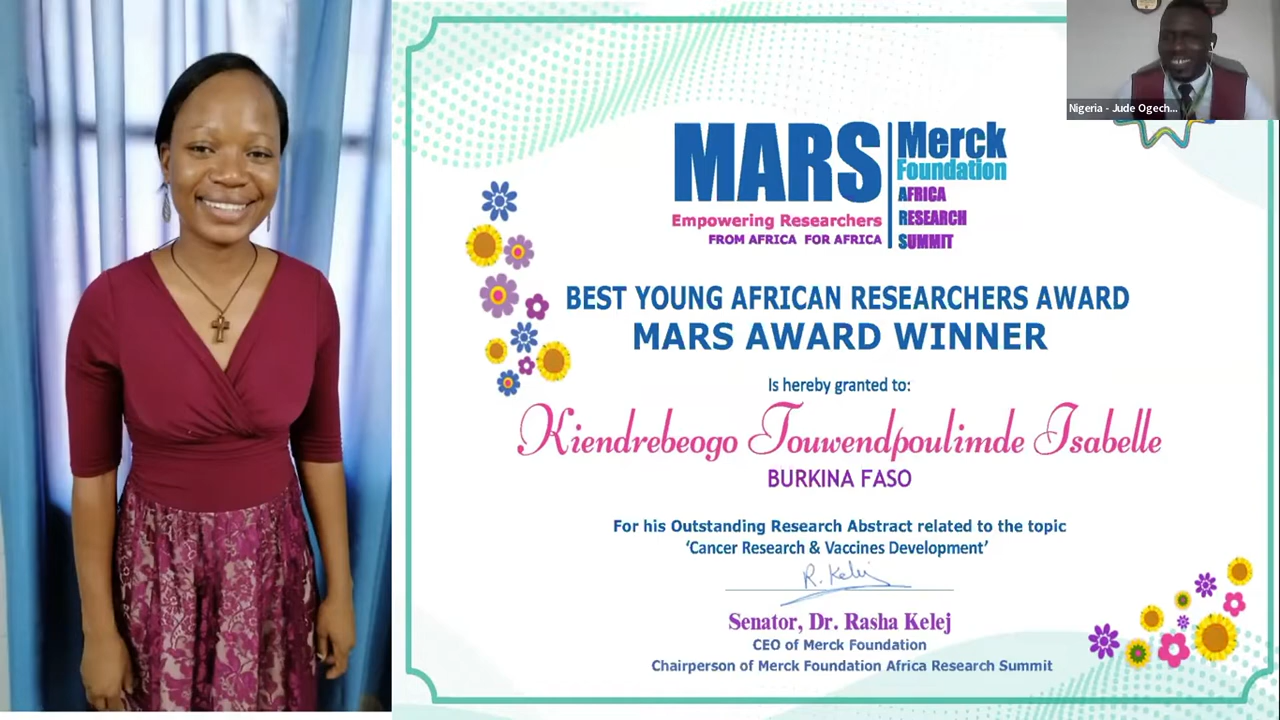 Nigeria - Jude Ogech...
MARS
Merck
Foundation
AFRICA
RESEARCH
SUMMIT
Empowering Researchers
FROM AFRICA FOR AFRICA
BEST YOUNG AFRICAN RESEARCHERS AWARD
MARS AWARD WINNER
Is hereby granted to:
Kiendrebeogo Touwendpoulimde Isabelle
BURKINA FASO
For his Outstanding Research Abstract related to the topic
'Cancer Research & Vaccines Development'
R. Kelej
Senator, Dr. Rasha Kelej
CEO of Merck Foundation
Chairperson of Merck Foundation Africa Research Summit